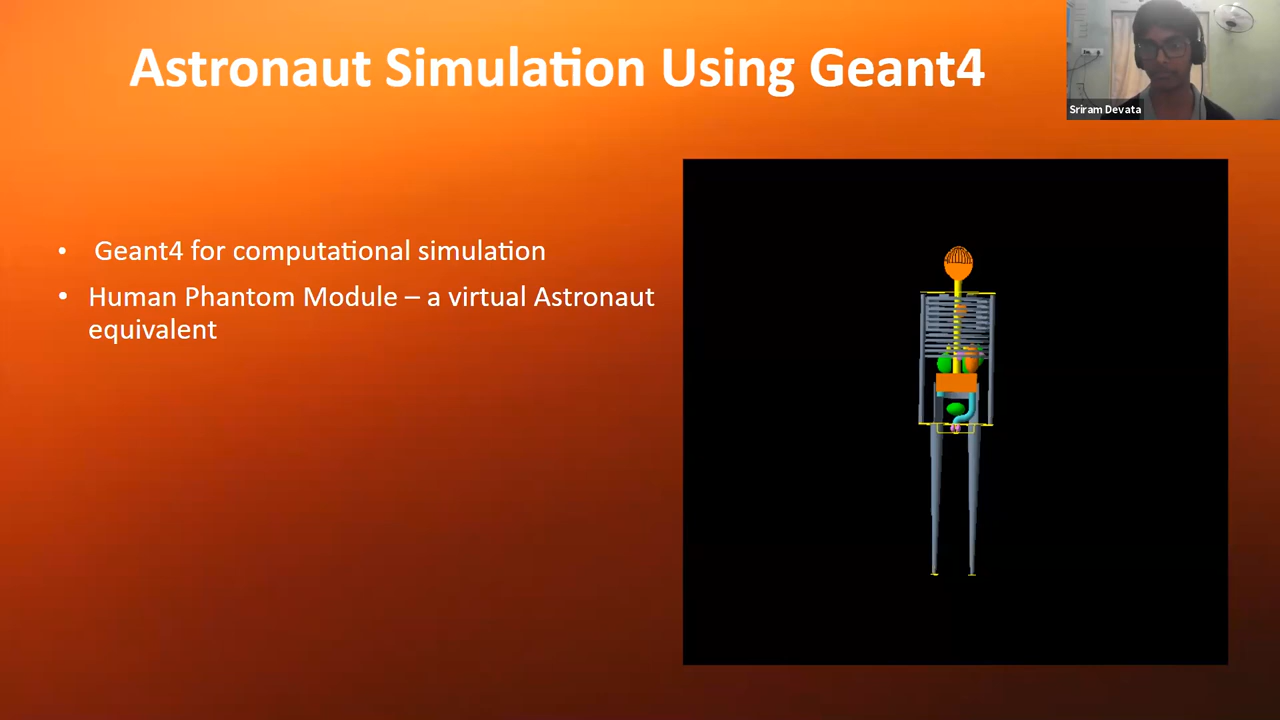 Astronaut Simulation Using Geant4
Sriram Devata
• Geant4 for computational simulation
• Human Phantom Module – a virtual Astronaut
equivalent